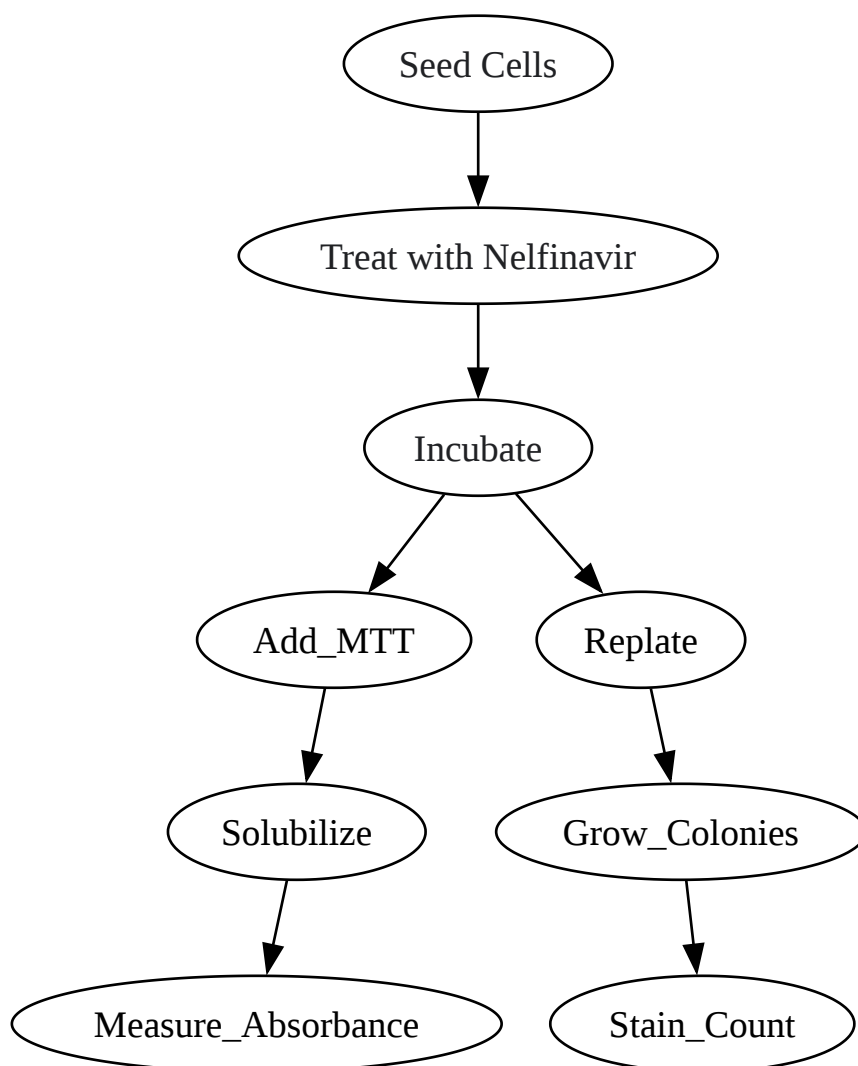 Seed Cells
Treat with Nelfinavir
Incubate
Add_MTT
Replate
Solubilize
Grow_Colonies
Measure_Absorbance
Stain_Count